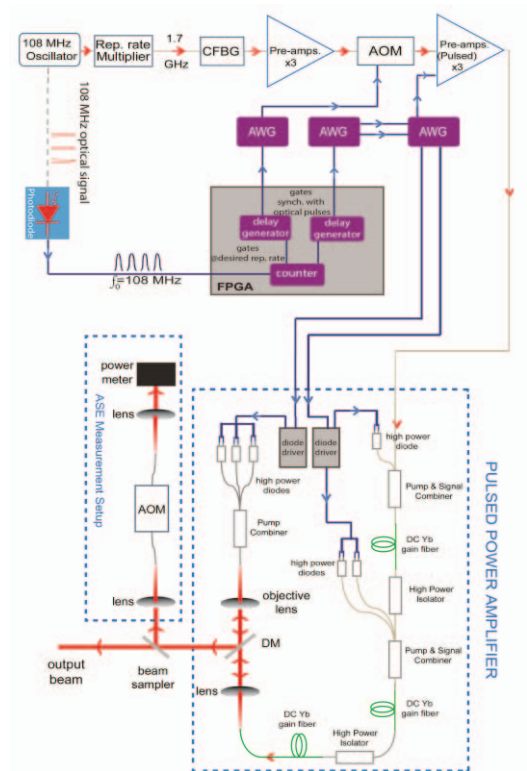 108 MHz
Oscillator
Rep. rate
Multiplier
1.7
GHz
CFBG
Pre-amps.
x3
AOM
Pre-amps.
(Pulsed)
x3
108 MHz optical signal
Photodiode
AWG
AWG
AWG
gates
synch. with
optical pulses
delay
generator
delay
generator
gates
@desired rep. rate
counter
FPGA
f₀=108 MHz
power
meter
lens
ASE Measurement Setup
AOM
lens
output
beam
beam
sampler
high power
diodes
diode
driver
diode
driver
high power
diode
Pump
Combiner
objective
lens
DM
lens
Pump & Signal
Combiner
DC Yb
gain fiber
high power
diodes
High Power
Isolator
Pump & Signal
Combiner
DC Yb
gain fiber
High Power
Isolator
DC Yb
gain fiber
PULSED POWER AMPLIFIER